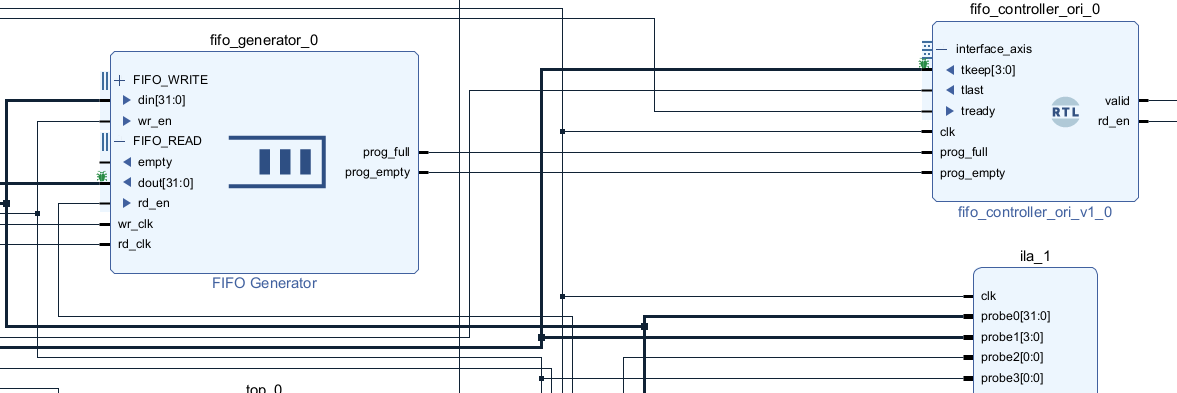 fifo_generator_0
FIFO_WRITE
din[31:0]
wr_en
FIFO_READ
empty
dout[31:0]
rd_en
wr_clk
rd_clk
prog_full
prog_empty
FIFO Generator
fifo_controller_ori_0
interface_axis
tkeep[3:0]
tlast
tready
clk
prog_full
prog_empty
RTL
valid
rd_en
fifo_controller_ori_v1_0
ila_1
clk
probe0[31:0]
probe1[3:0]
probe2[0:0]
probe3[0:0]
top_0